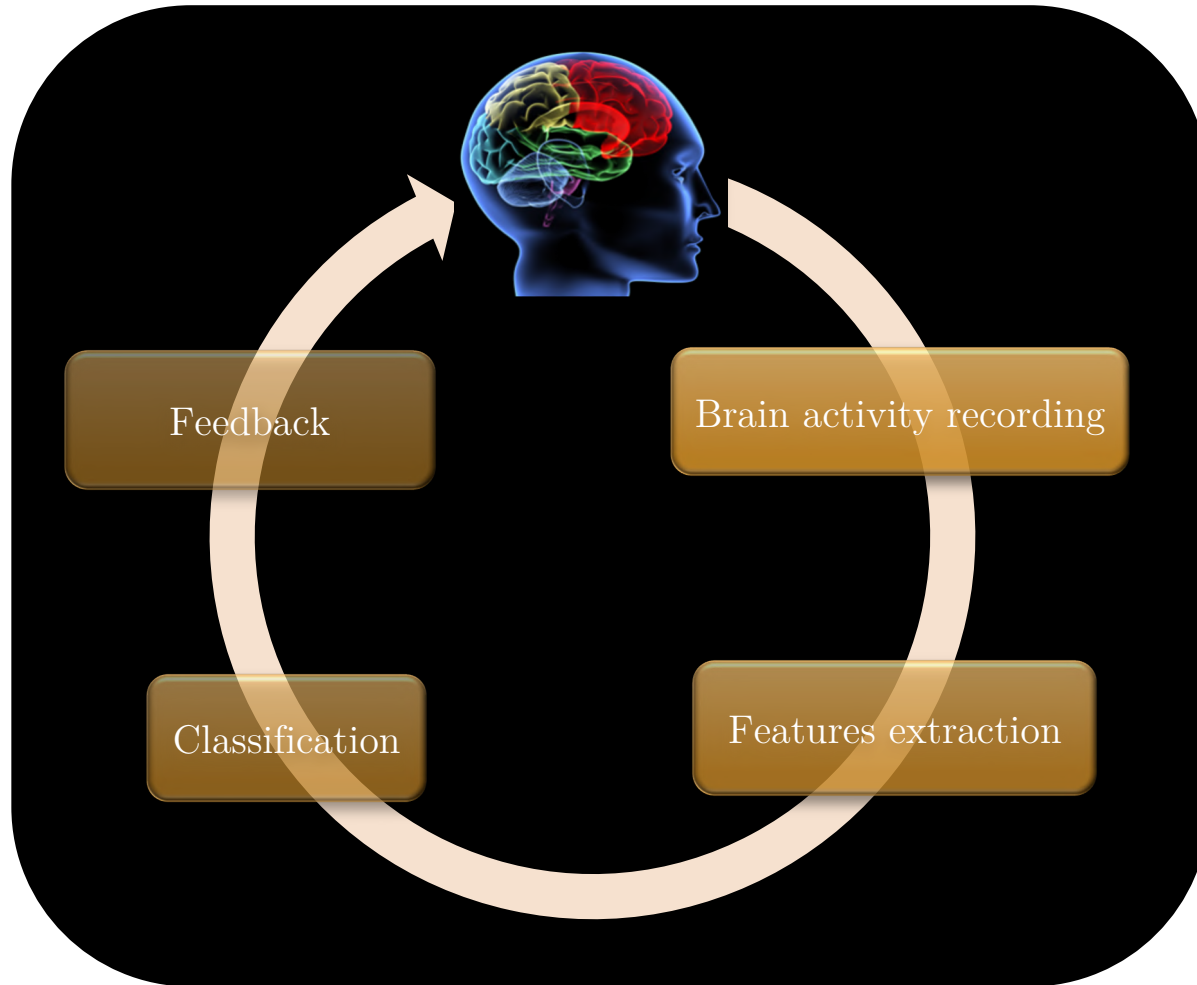 Feedback
Brain activity recording
Classification
Features extraction